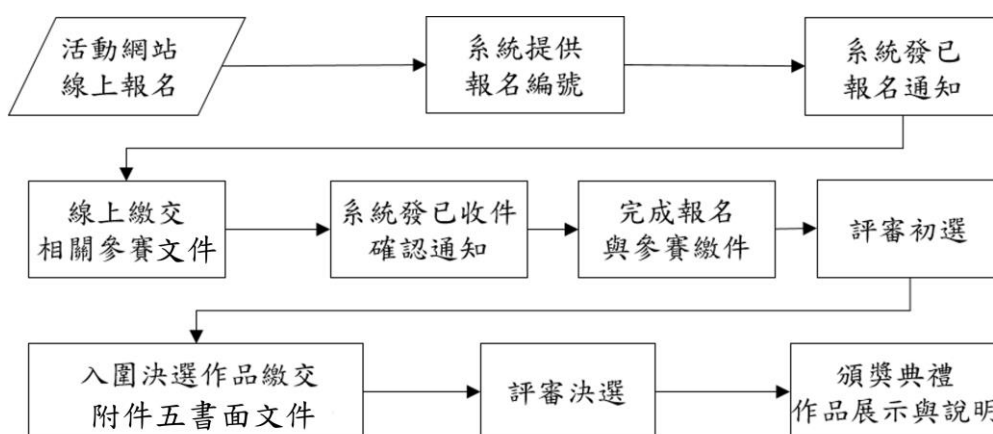 活動網站
線上報名
系統提供
報名編號
系統發已
報名通知
線上繳交
相關參賽文件
系統發已收件
確認通知
完成報名
與參賽繳件
評審初選
入圍決選作品繳交
附件五書面文件
評審決選
頒獎典禮
作品展示與說明